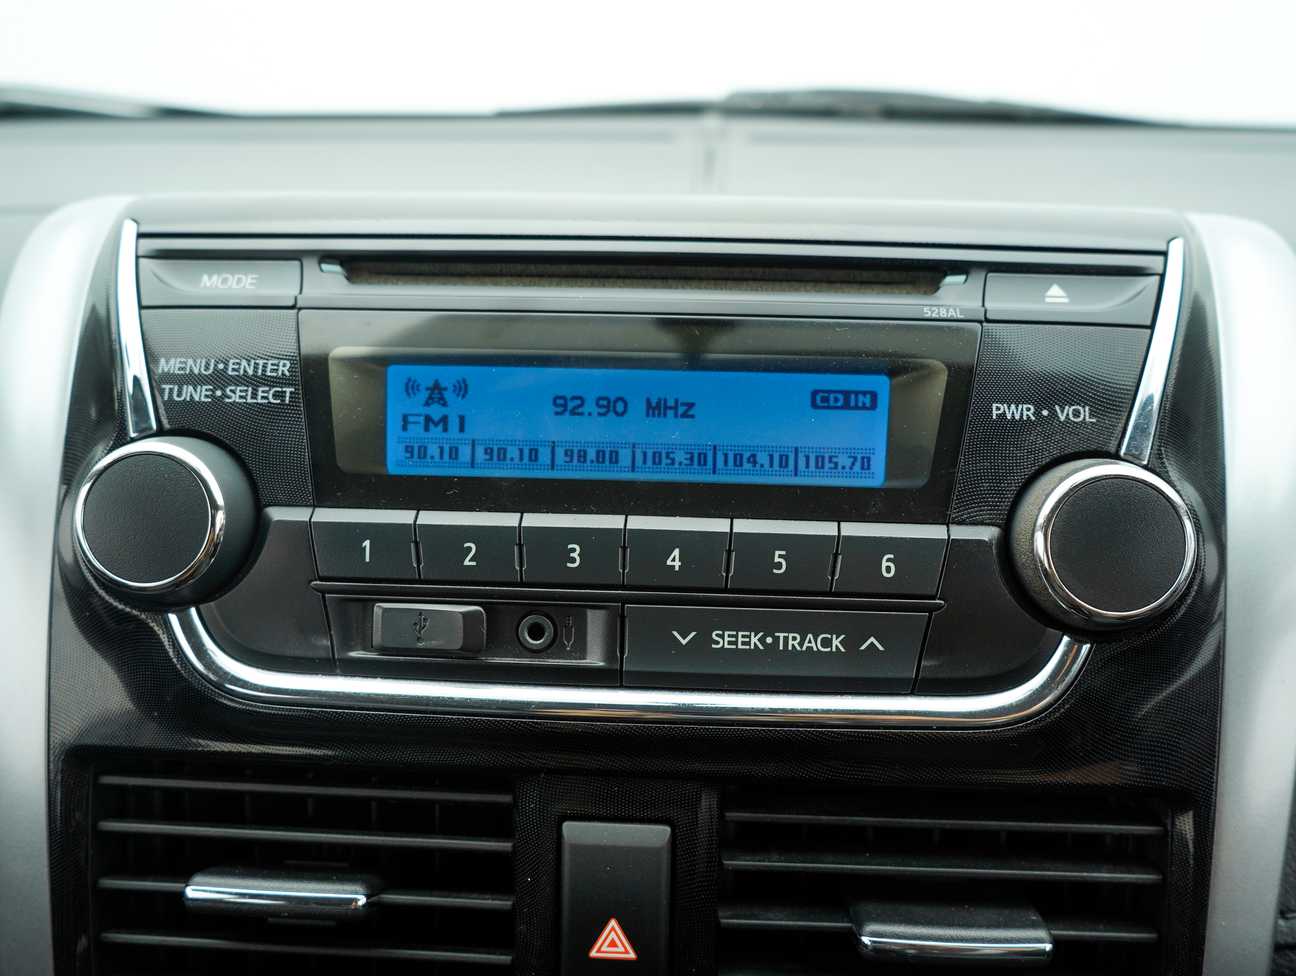 MODE
528AL
MENU•ENTER
TUNE•SELECT
92.90 MHz
CD IN
FM1
PWR • VOL
90.10 90.10 98.00 105.30 104.10 105.70
1 2 3 4 5 6
SEEK•TRACK